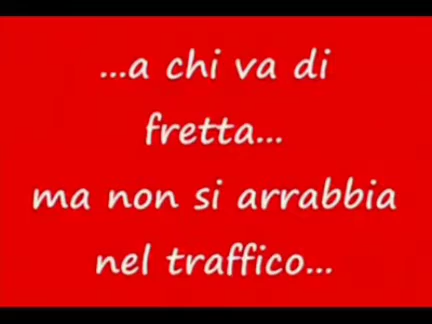 ...a chi va di
fretta...
ma non si arrabbia
nel traffico...